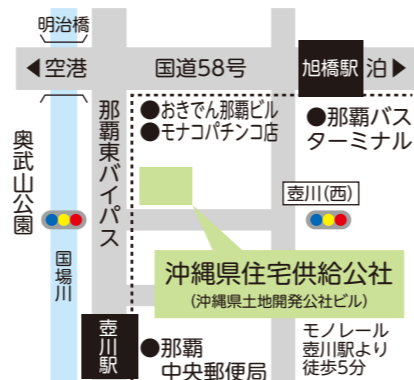 明治橋
◀空港
国道58号
旭橋駅
泊▶
●おきでん那覇ビル
●モナコパチンコ店
●那覇バス
ターミナル
那覇東バイパス
奥武山公園
壺川(西)
国場川
沖縄県住宅供給公社
(沖縄県土地開発公社ビル)
壺川駅
●那覇
中央郵便局
モノレール
壺川駅より
徒歩5分